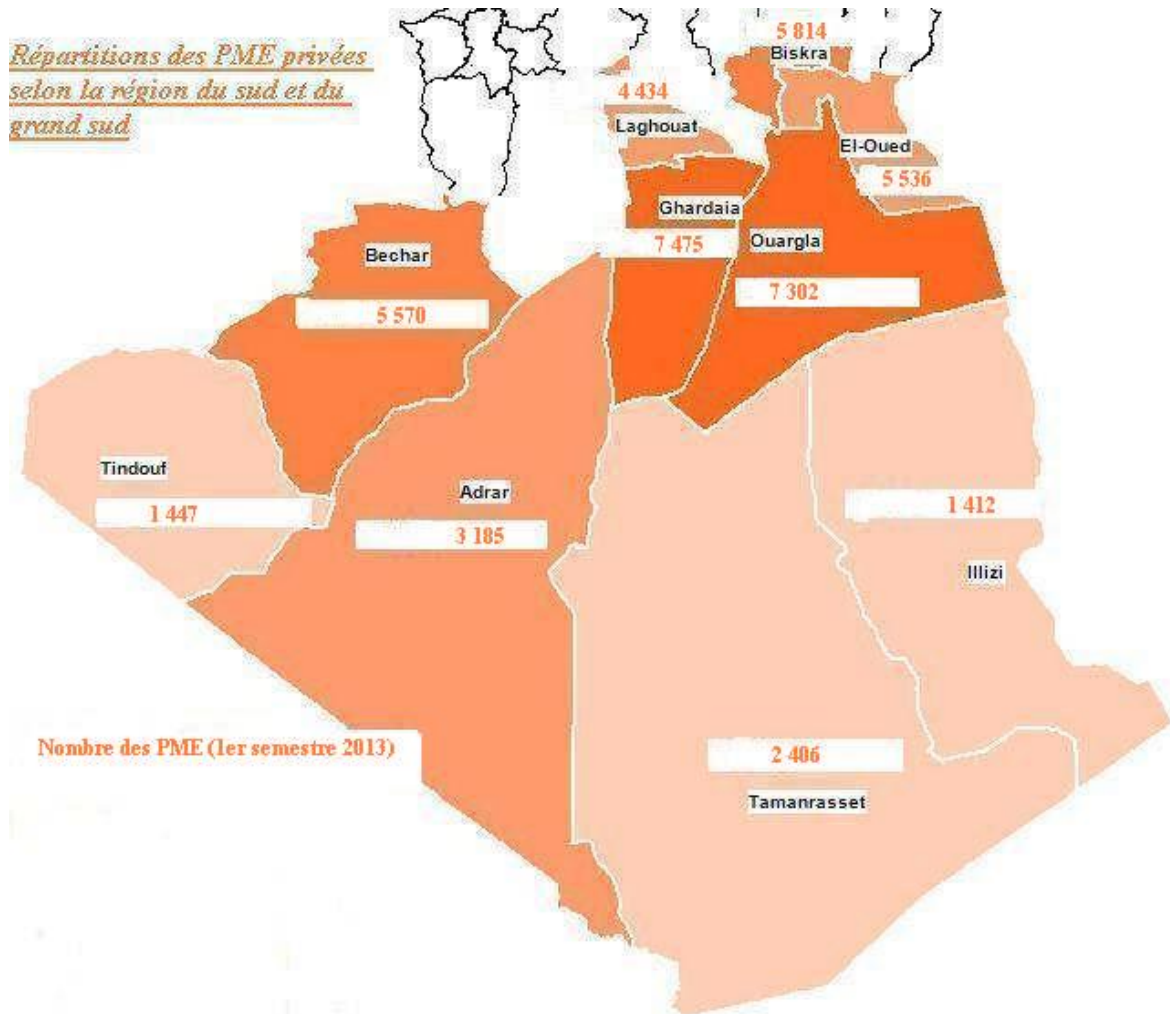 Répartitions des PME privées
selon la région du sud et du
grand sud
5 814
Biskra
4 434
Laghouat
El-Oued
5 536
Ghardaia
7 475
Ouargla
7 302
Bechar
5 570
Tindouf
1 447
Adrar
3 185
1 412
Illizi
Nombre des PME (1er semestre 2013)
2 406
Tamanrasset